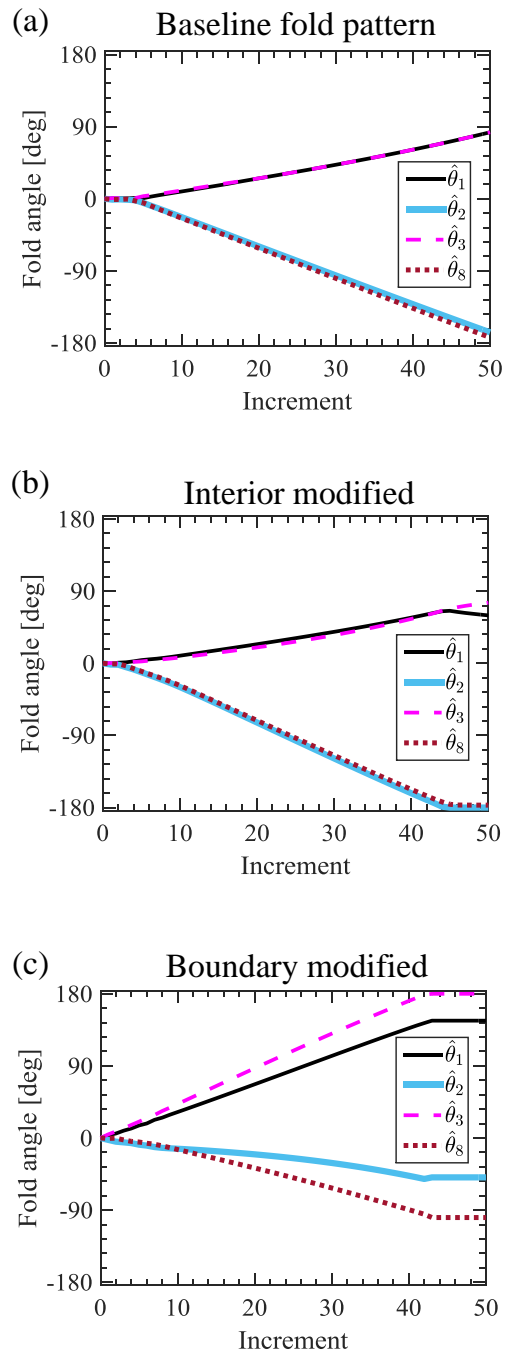 (a)
Baseline fold pattern
180
90
0
-90
-180
Fold angle [deg]
θ̂1
θ̂2
θ̂3
θ̂8
0 10 20 30 40 50
Increment
(b)
Interior modified
180
90
0
-90
-180
Fold angle [deg]
θ̂1
θ̂2
θ̂3
θ̂8
0 10 20 30 40 50
Increment
(c)
Boundary modified
180
90
0
-90
-180
Fold angle [deg]
θ̂1
θ̂2
θ̂3
θ̂8
0 10 20 30 40 50
Increment